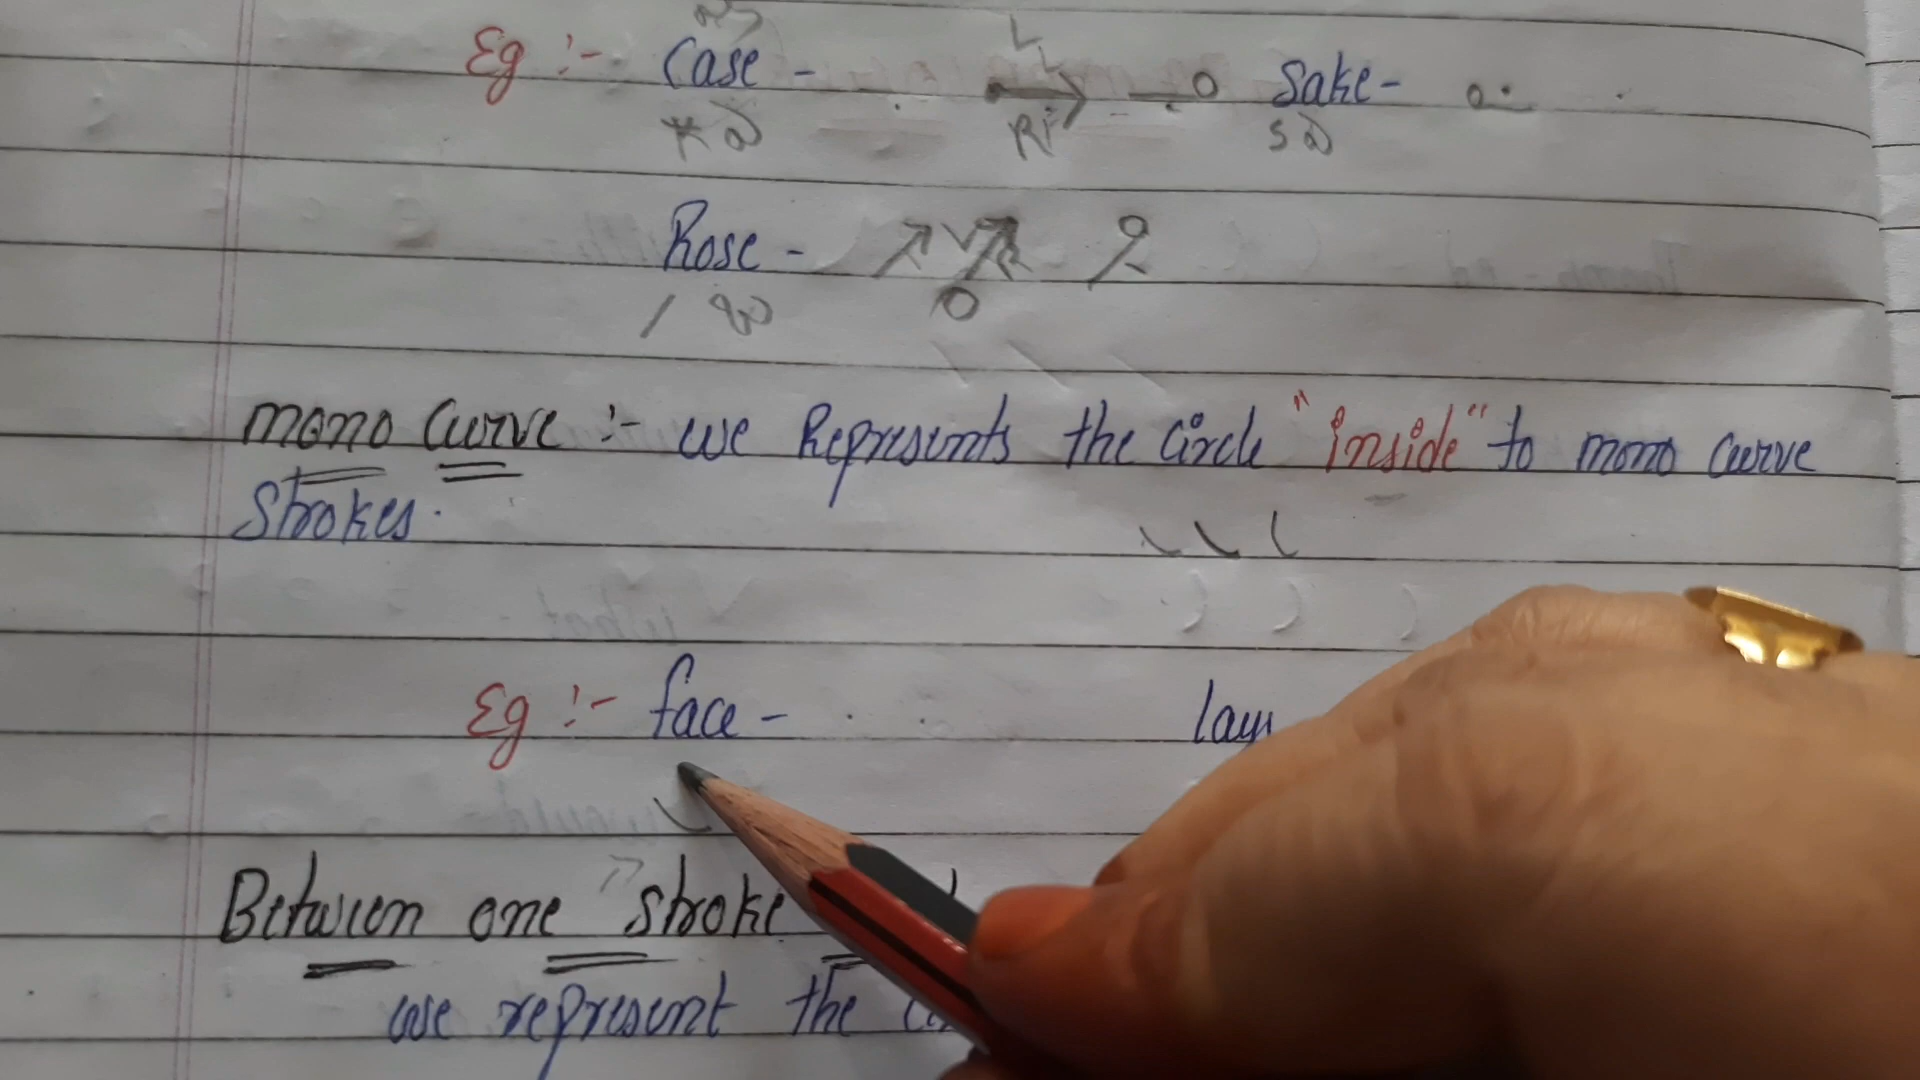 Eg :- Case - Sake -
Rose -
mono Curve :- we Represents the Circle "inside" to mono curve
Strokes.
Eg :- face -
Between one stroke
we represent the